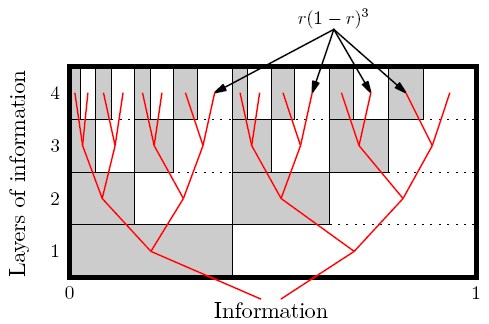 r(1 − r)³
Layers of information
4
3
2
1
0
1
Information